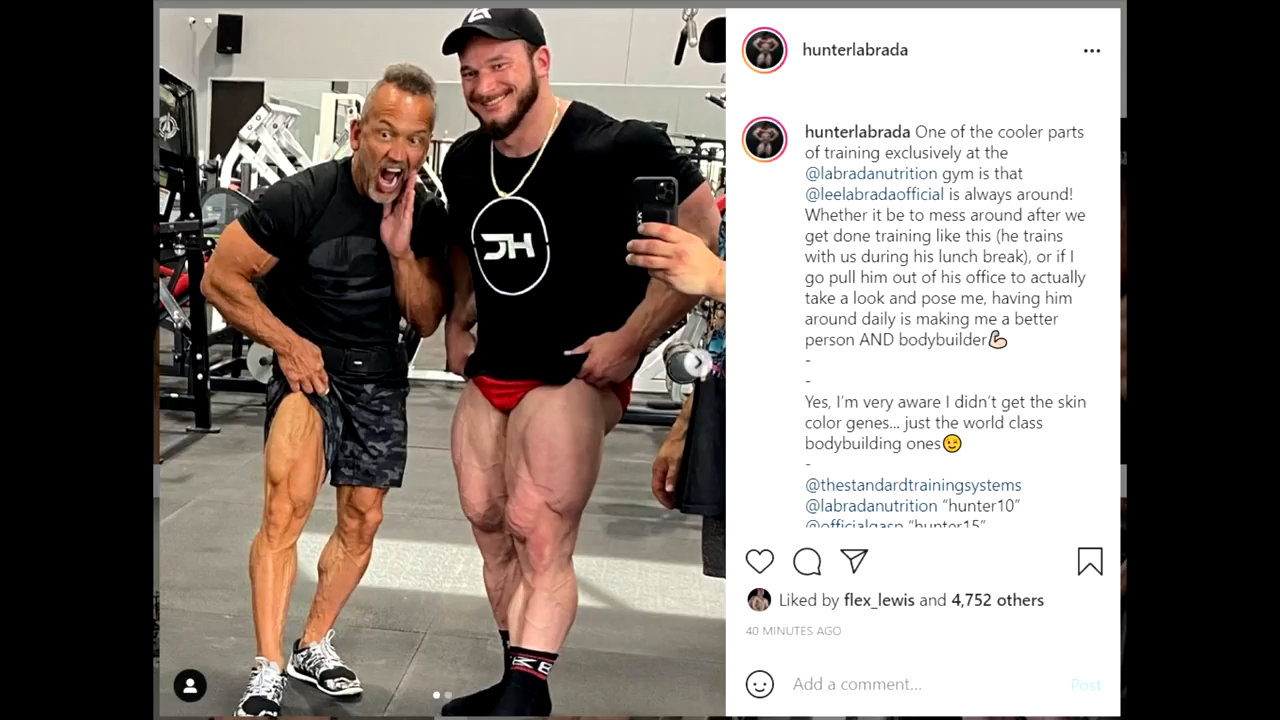 hunterlabrada
hunterlabrada One of the cooler parts
of training exclusively at the
@labradanutrition gym is that
@leelabradaofficial is always around!
Whether it be to mess around after we
get done training like this (he trains
with us during his lunch break), or if I
go pull him out of his office to actually
take a look and pose me, having him
around daily is making me a better
person AND bodybuilder💪🏻
-
-
Yes, I'm very aware I didn't get the skin
color genes... just the world class
bodybuilding ones😉
-
@thestandardtrainingsystems
@labradanutrition “hunter10”
@officialgasp “hunter15”
Liked by flex_lewis and 4,752 others
40 MINUTES AGO
Add a comment...
Post
JH